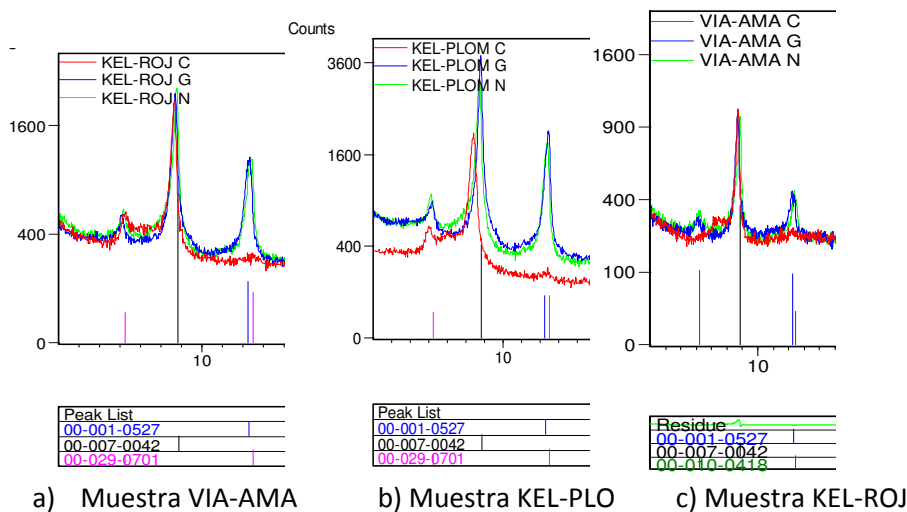 KEL-ROJ C
KEL-ROJ G
KEL-ROJ N
1600
400
0
10
Peak List
00-001-0527
00-007-0042
00-029-0701
a) Muestra VIA-AMA
Counts
KEL-PLOM C
KEL-PLOM G
KEL-PLOM N
3600
1600
400
0
10
Peak List
00-001-0527
00-007-0042
00-029-0701
b) Muestra KEL-PLO
VIA-AMA C
VIA-AMA G
VIA-AMA N
1600
900
400
100
0
10
Residue
00-001-0527
00-007-0042
00-010-0418
c) Muestra KEL-ROJ